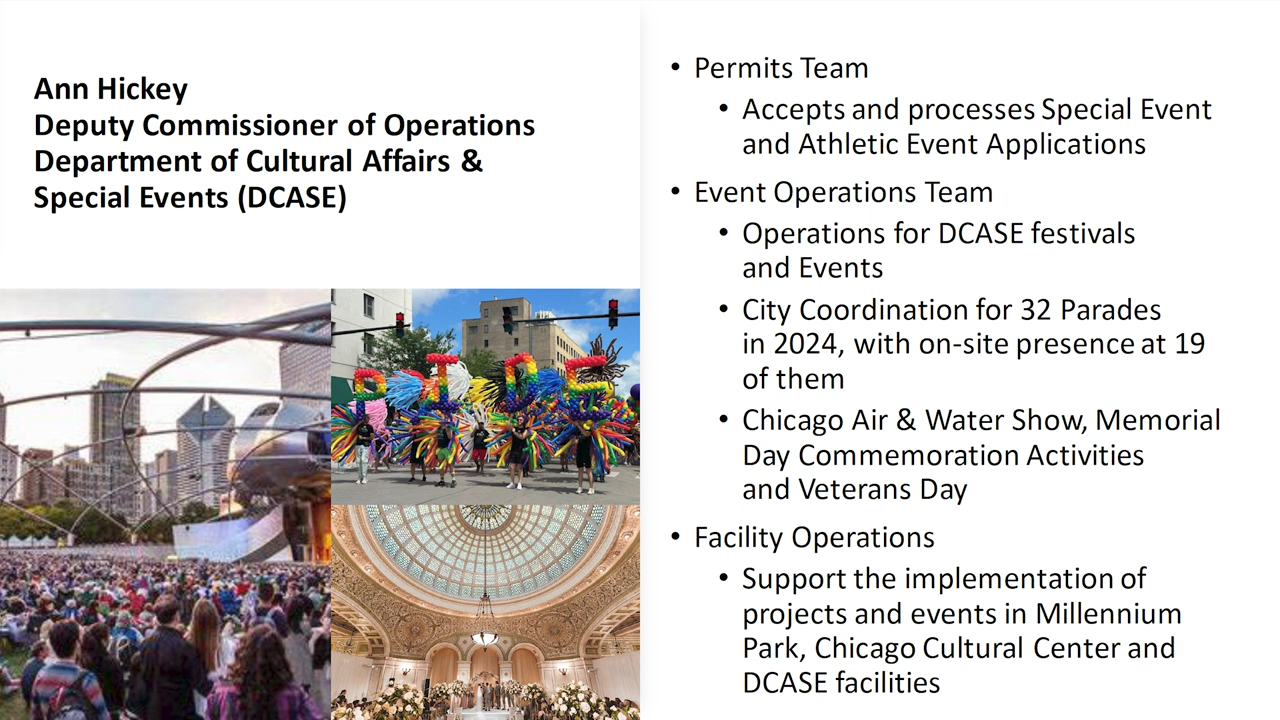 Ann Hickey
Deputy Commissioner of Operations
Department of Cultural Affairs &
Special Events (DCASE)
PRIDE
• Permits Team
• Accepts and processes Special Event
and Athletic Event Applications
• Event Operations Team
• Operations for DCASE festivals
and Events
• City Coordination for 32 Parades
in 2024, with on-site presence at 19
of them
• Chicago Air & Water Show, Memorial
Day Commemoration Activities
and Veterans Day
• Facility Operations
• Support the implementation of
projects and events in Millennium
Park, Chicago Cultural Center and
DCASE facilities